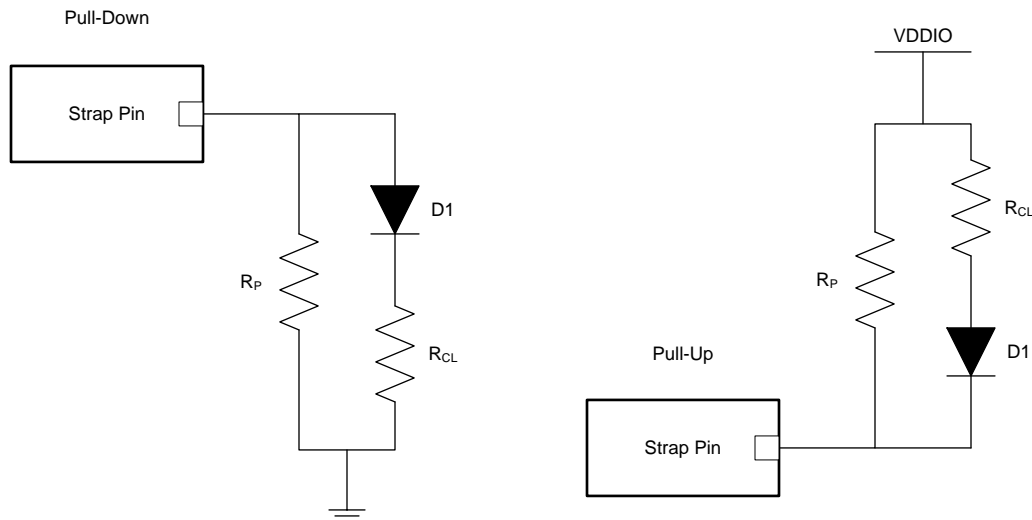 Pull-Down
Strap Pin
D1
RP
RCL
VDDIO
RCL
RP
D1
Pull-Up
Strap Pin